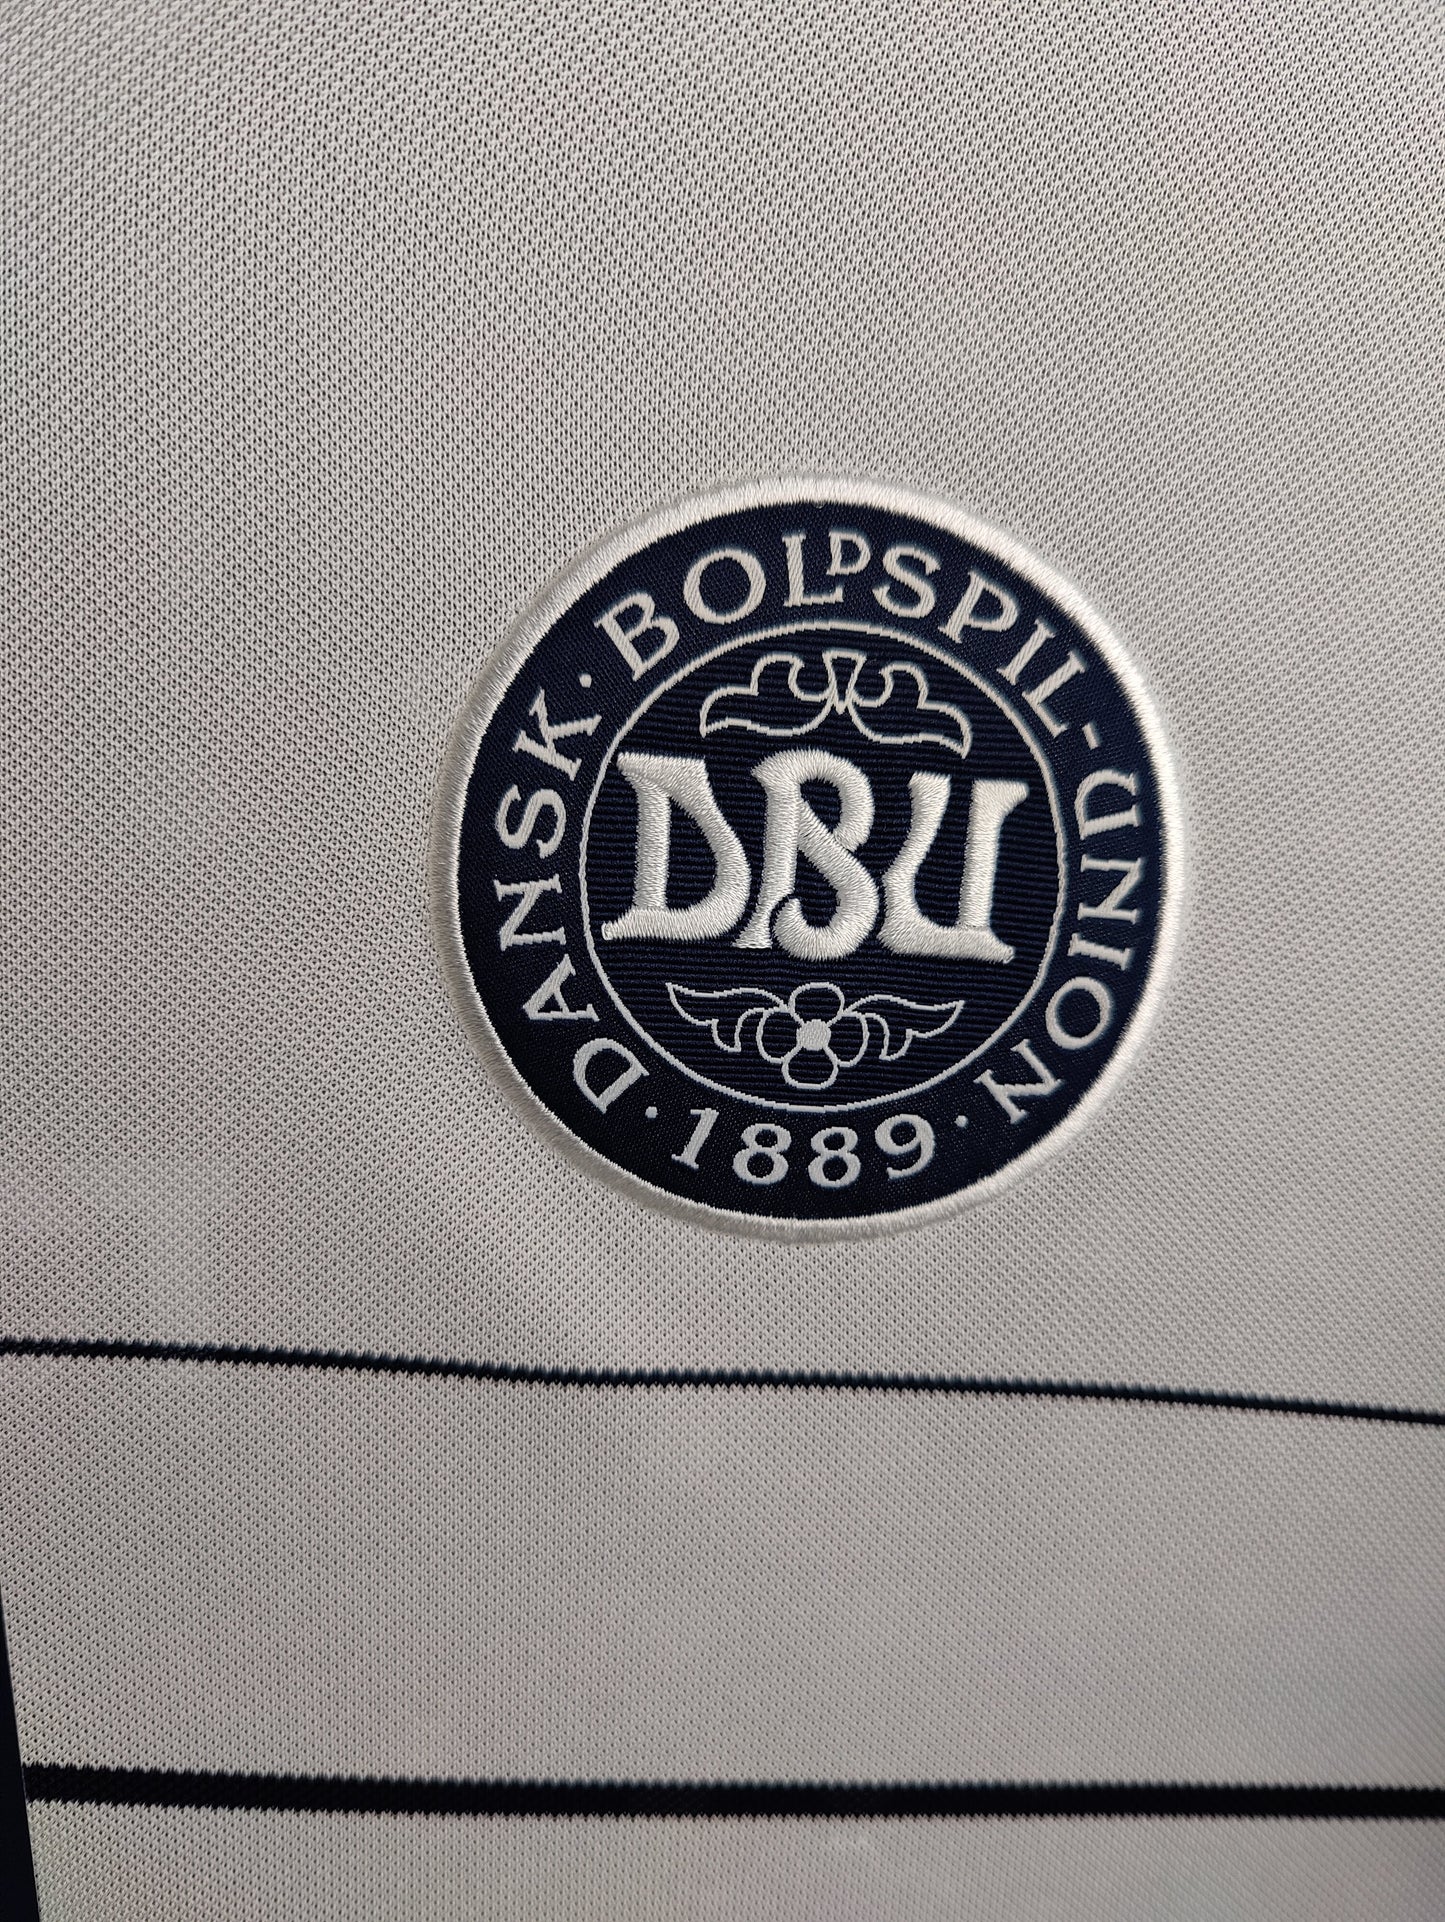 DANSK · BOLDSPIL-UNION
DBU
· 1889 ·